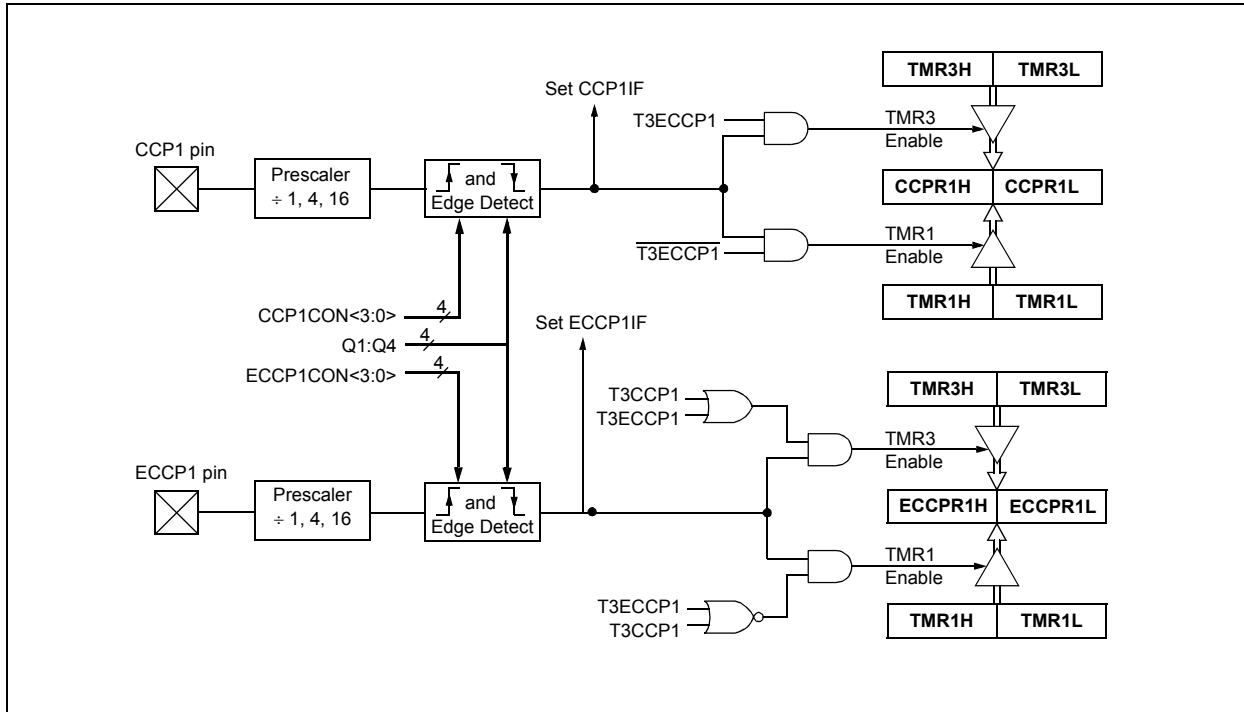 TMR3H TMR3L
Set CCP1IF
T3ECCP1
TMR3
Enable
CCP1 pin
Prescaler
÷ 1, 4, 16
and
Edge Detect
CCPR1H CCPR1L
T3ECCP1
TMR1
Enable
TMR1H TMR1L
CCP1CON<3:0>
4
Q1:Q4
4
ECCP1CON<3:0>
4
Set ECCP1IF
TMR3H TMR3L
T3CCP1
T3ECCP1
TMR3
Enable
ECCP1 pin
Prescaler
÷ 1, 4, 16
and
Edge Detect
ECCPR1H ECCPR1L
TMR1
Enable
T3ECCP1
T3CCP1
TMR1H TMR1L